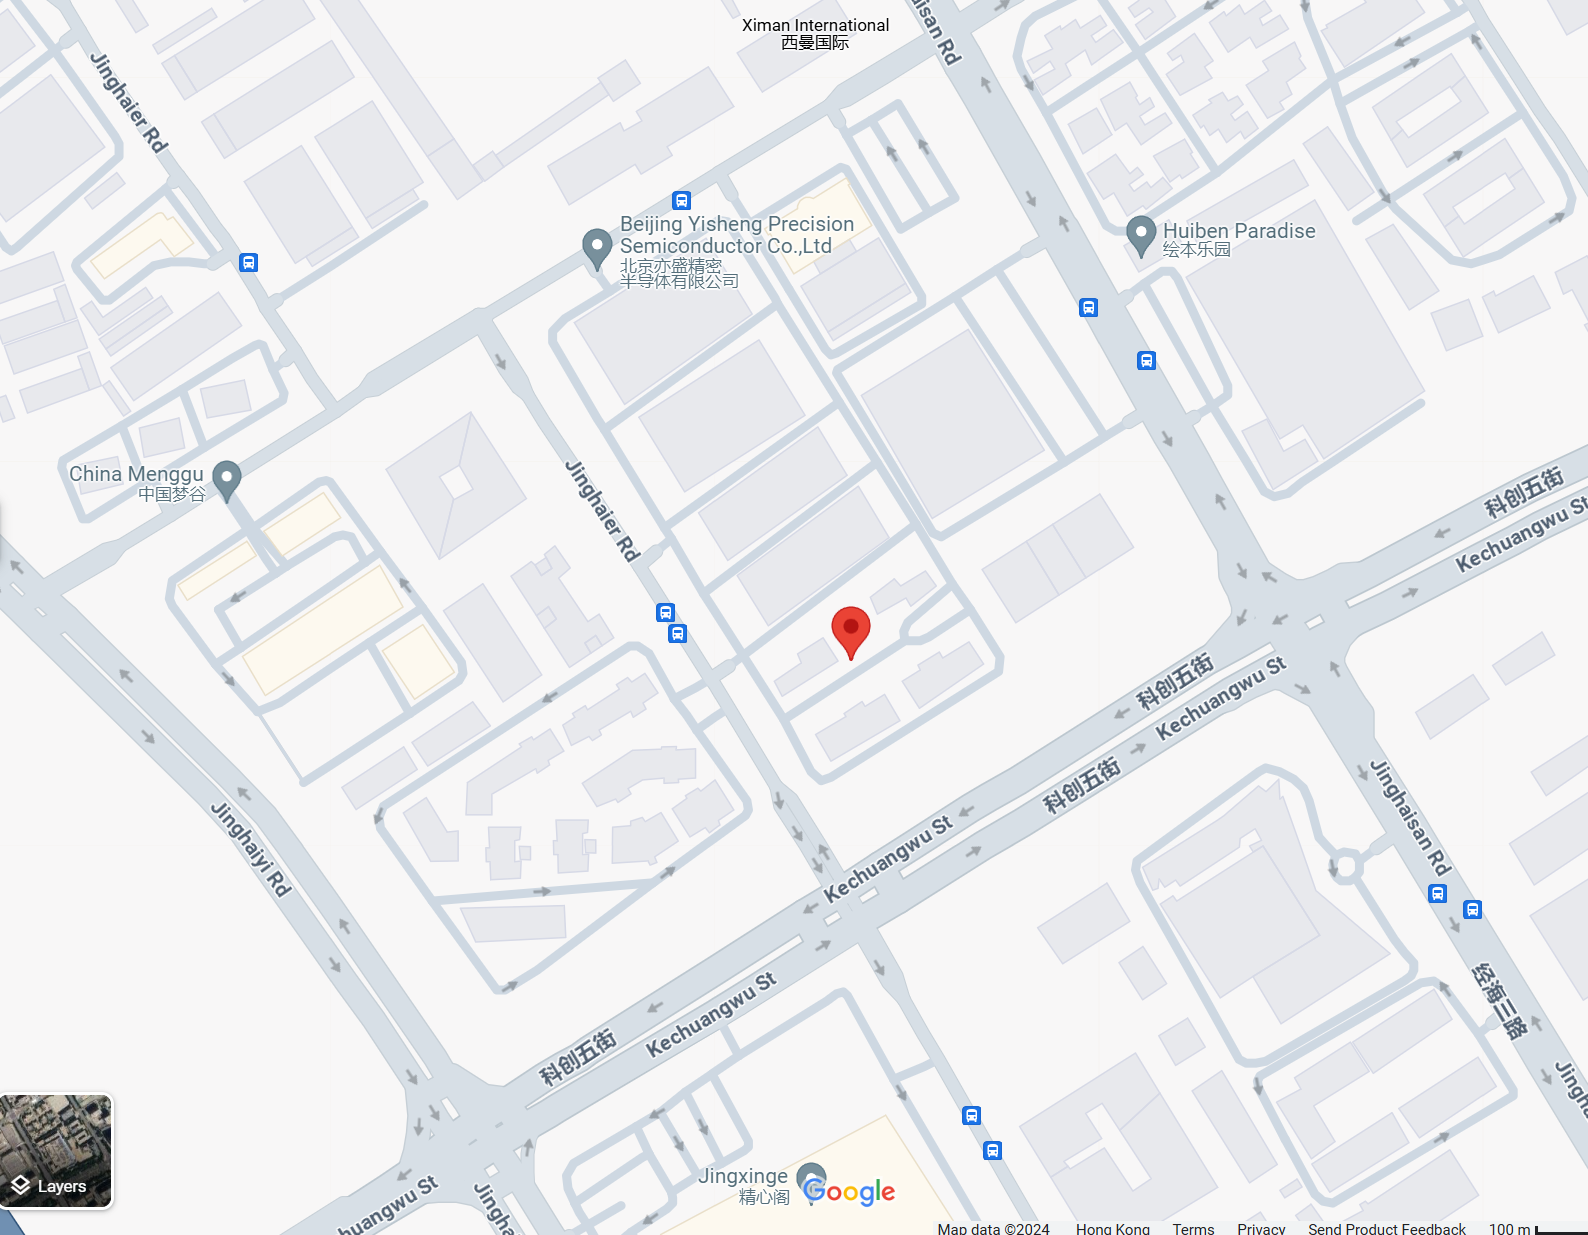 Ximan International
西曼国际
Jinghaier Rd
Beijing Yisheng Precision
Semiconductor Co.,Ltd
北京亦盛精密
半导体有限公司
Huiben Paradise
绘本乐园
China Menggu
中国梦谷
Jinghaier Rd
科创五街
Kechuangwu St
科创五街
Kechuangwu St
科创五街
Jinghaisan Rd
Jinghaiyi Rd
Kechuangwu St
经海三路
Kechuangwu St
科创五街
Jingxinge
精心阁
Google
Layers
Map data ©2024 Hong Kong Terms Privacy Send Product Feedback 100 m